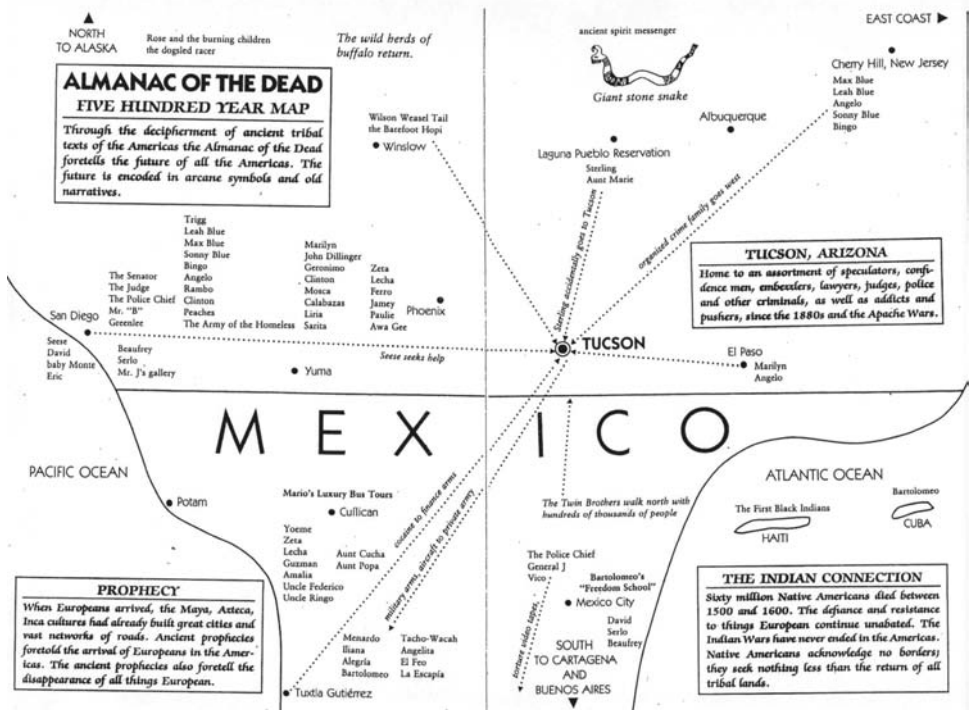 NORTH
TO ALASKA
Rose and the burning children
the dogsled racer
The wild herds of
buffalo return.
ancient spirit messenger
Giant stone snake
EAST COAST
Cherry Hill, New Jersey
Max Blue
Leah Blue
Angelo
Sonny Blue
Bingo
ALMANAC OF THE DEAD
FIVE HUNDRED YEAR MAP
Through the decipherment of ancient tribal
texts of the Americas the Almanac of the Dead
foretells the future of all the Americas. The
future is encoded in arcane symbols and old
narratives.
Wilson Weasel Tail
the Barefoot Hopi
Winslow
Albuquerque
Laguna Pueblo Reservation
Sterling
Aunt Marie
Sterling accidentally goes to Tucson
organized crime family goes west
TUCSON, ARIZONA
Home to an assortment of speculators, confi-
dence men, embezzlers, lawyers, judges, police
and other criminals, as well as addicts and
pushers, since the 1880s and the Apache Wars.
The Senator
The Judge
The Police Chief
Mr. "B"
Greenlee
Trigg
Leah Blue
Max Blue
Sonny Blue
Bingo
Angelo
Rambo
Clinton
Peaches
The Army of the Homeless
Marilyn
John Dillinger
Geronimo
Clinton
Mosca
Calabazas
Liria
Sarita
Zeta
Lecha
Ferro
Jamey
Paulie
Awa Gee
Phoenix
San Diego
Seese
David
baby Monte
Eric
Beaufrey
Serlo
Mr. J's gallery
Yuma
Seese seeks help
TUCSON
El Paso
Marilyn
Angelo
MEXICO
PACIFIC OCEAN
Potam
Mario's Luxury Bus Tours
Cullican
Yoeme
Zeta
Lecha
Guzman
Amalia
Uncle Federico
Uncle Ringo
Aunt Cucha
Aunt Popa
cocaine to finance arms
military arms, aircraft to private army
The Twin Brothers walk north with
hundreds of thousands of people
ATLANTIC OCEAN
The First Black Indians
HAITI
Bartolomeo
CUBA
PROPHECY
When Europeans arrived, the Maya, Azteca,
Inca cultures had already built great cities and
vast networks of roads. Ancient prophecies
foretold the arrival of Europeans in the Amer-
icas. The ancient prophecies also foretell the
disappearance of all things European.
Menardo
Iliana
Alegría
Bartolomeo
Tacho-Wacah
Angelita
El Feo
La Escapía
Tuxtla Gutiérrez
The Police Chief
General J
Vico
torture video tapes,
Bartolomeo's
"Freedom School"
Mexico City
David
Serlo
Beaufrey
SOUTH
TO CARTAGENA
AND
BUENOS AIRES
THE INDIAN CONNECTION
Sixty million Native Americans died between
1500 and 1600. The defiance and resistance
to things European continue unabated. The
Indian Wars have never ended in the Americas.
Native Americans acknowledge no borders;
they seek nothing less than the return of all
tribal lands.